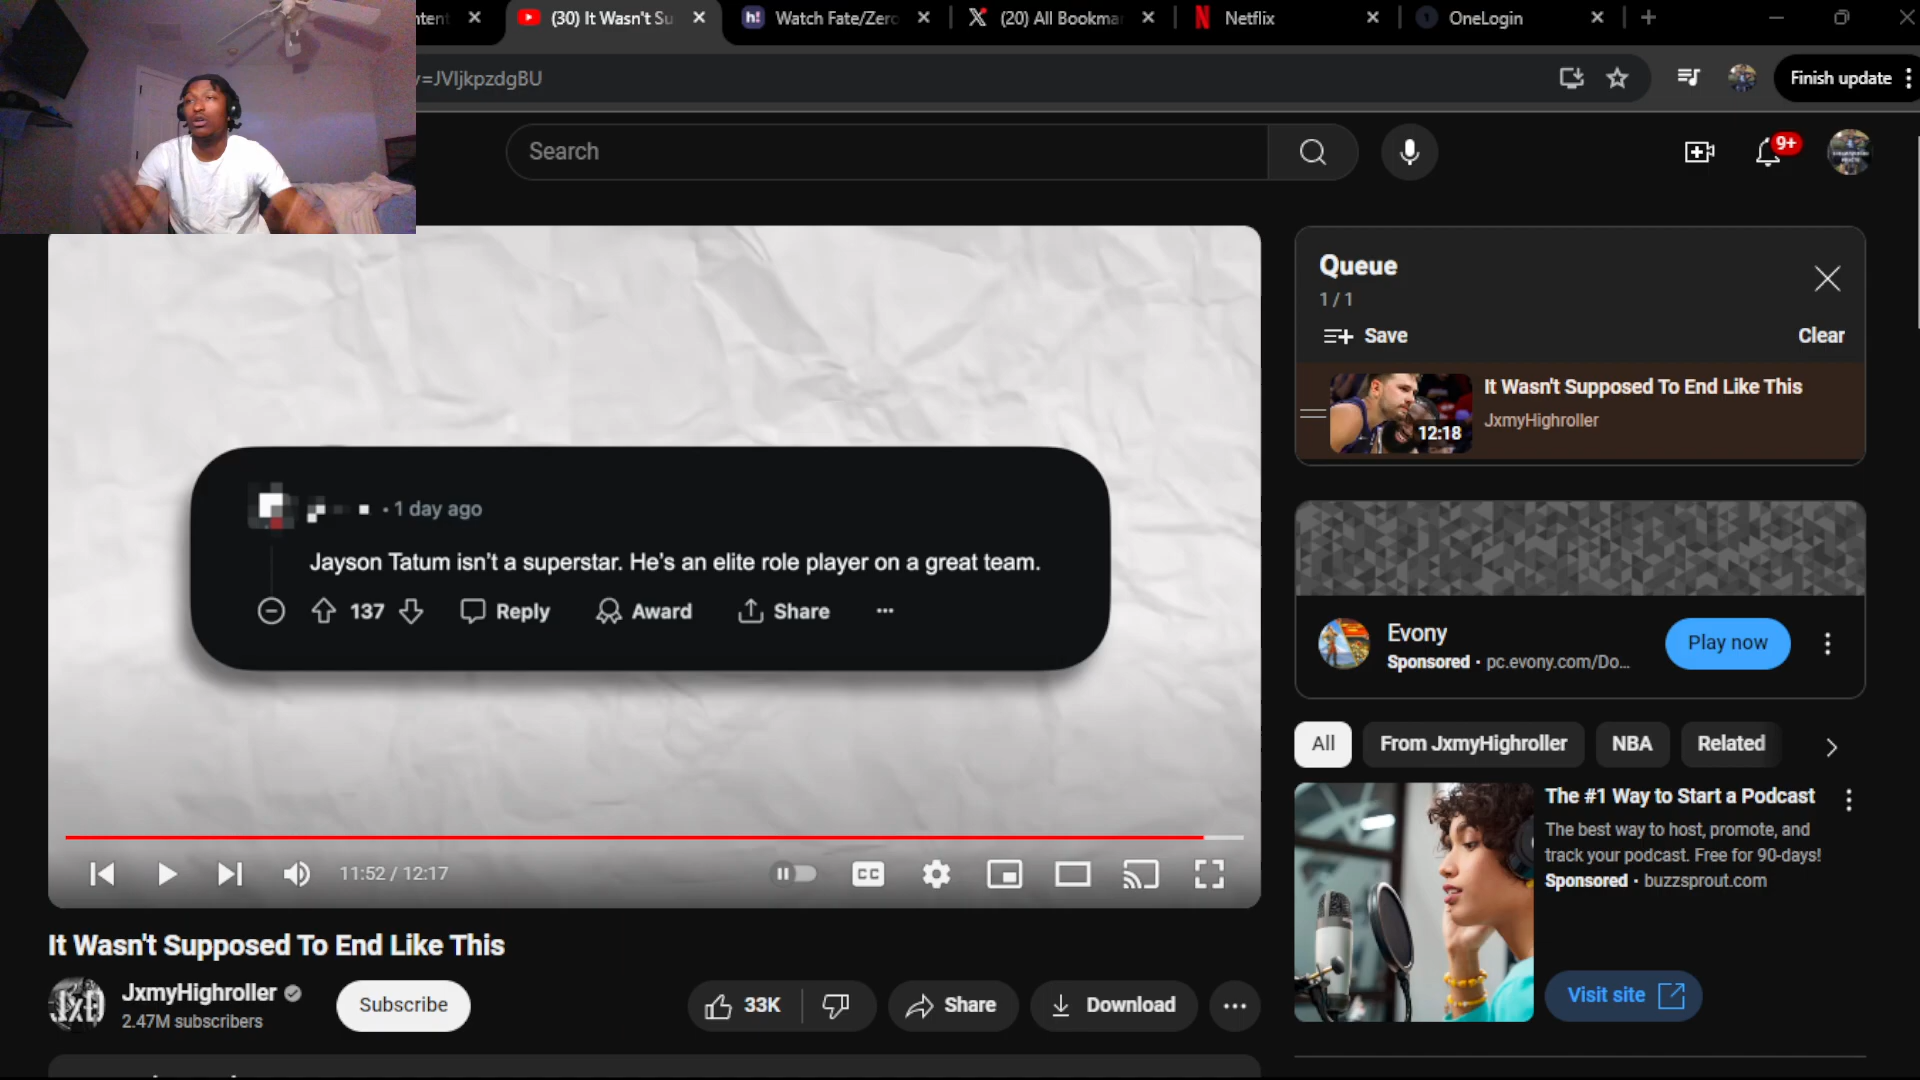 ntent
(30) It Wasn't Su
h! Watch Fate/Zero
(20) All Bookmar
Netflix
OneLogin
v=JVIjkpzdgBU
Finish update
Search
9+
Queue
1 / 1
Save
Clear
It Wasn't Supposed To End Like This
JxmyHighroller
12:18
• 1 day ago
Jayson Tatum isn't a superstar. He's an elite role player on a great team.
137 Reply Award Share ...
Evony
Sponsored · pc.evony.com/Do...
Play now
All
From JxmyHighroller
NBA
Related
11:52 / 12:17
CC
The #1 Way to Start a Podcast
The best way to host, promote, and
track your podcast. Free for 90-days!
Sponsored · buzzsprout.com
Visit site
It Wasn't Supposed To End Like This
JxH
JxmyHighroller
2.47M subscribers
Subscribe
33K
Share
Download